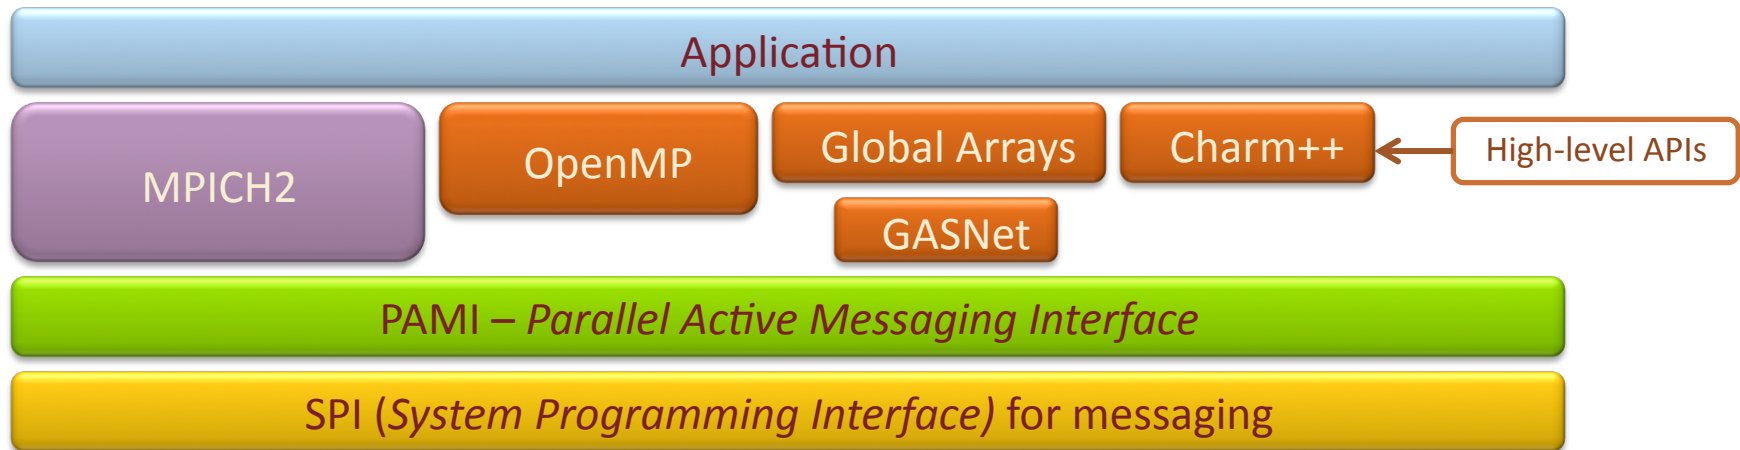 Application
MPICH2
OpenMP
Global Arrays
Charm++
High-level APIs
GASNet
PAMI – Parallel Active Messaging Interface
SPI (System Programming Interface) for messaging